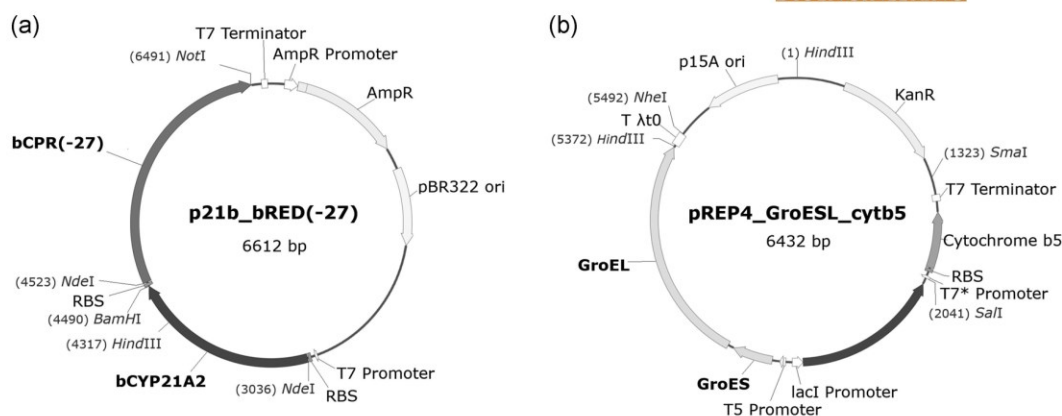 (a)
T7 Terminator
(6491) NotI
AmpR Promoter
AmpR
bCPR(-27)
pBR322 ori
p21b_bRED(-27)
6612 bp
(4523) NdeI
RBS
(4490) BamHI
(4317) HindIII
bCYP21A2
(3036) NdeI
RBS
T7 Promoter
(b)
(1) HindIII
p15A ori
KanR
(5492) NheI
T λt0
(5372) HindIII
(1323) SmaI
T7 Terminator
pREP4_GroESL_cytb5
6432 bp
Cytochrome b5
GroEL
RBS
T7* Promoter
(2041) SalI
GroES
lacI Promoter
T5 Promoter